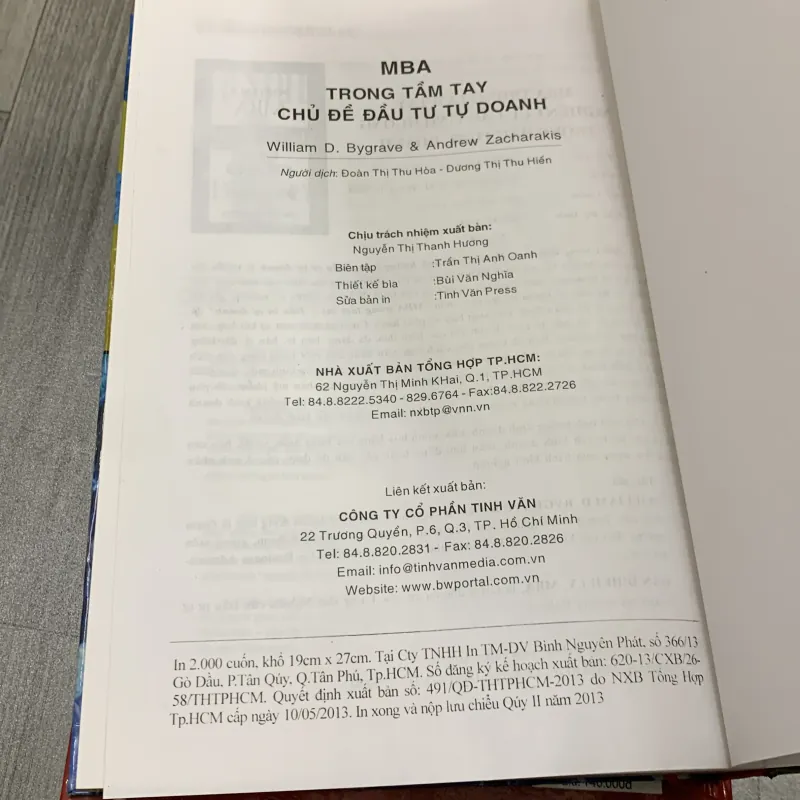 MBA
TRONG TẦM TAY
CHỦ ĐỀ ĐẦU TƯ TỰ DOANH
William D. Bygrave & Andrew Zacharakis
Người dịch: Đoàn Thị Thu Hòa - Dương Thị Thu Hiền
Chịu trách nhiệm xuất bản:
Nguyễn Thị Thanh Hương
Biên tập :Trần Thị Anh Oanh
Thiết kế bìa :Bùi Văn Nghĩa
Sửa bản in :Tinh Văn Press
NHÀ XUẤT BẢN TỔNG HỢP TP.HCM:
62 Nguyễn Thị Minh KHai, Q.1, TP.HCM
Tel: 84.8.8222.5340 - 829.6764 - Fax:84.8.822.2726
Email: nxbtp@vnn.vn
Liên kết xuất bản:
CÔNG TY CỔ PHẦN TINH VĂN
22 Trương Quyền, P.6, Q.3, TP. Hồ Chí Minh
Tel: 84.8.820.2831 - Fax: 84.8.820.2826
Email: info@tinhvanmedia.com.vn
Website: www.bwportal.com.vn
In 2.000 cuốn, khổ 19cm x 27cm. Tại Cty TNHH In TM-DV Bình Nguyên Phát, số 366/13
Gò Dầu, P.Tân Qúy, Q.Tân Phú, Tp.HCM. Số đăng ký kế hoạch xuất bản: 620-13/CXB/26-
58/THTPHCM. Quyết định xuất bản số: 491/QĐ-THTPHCM-2013 do NXB Tổng Hợp
Tp.HCM cấp ngày 10/05/2013. In xong và nộp lưu chiểu Qúy II năm 2013